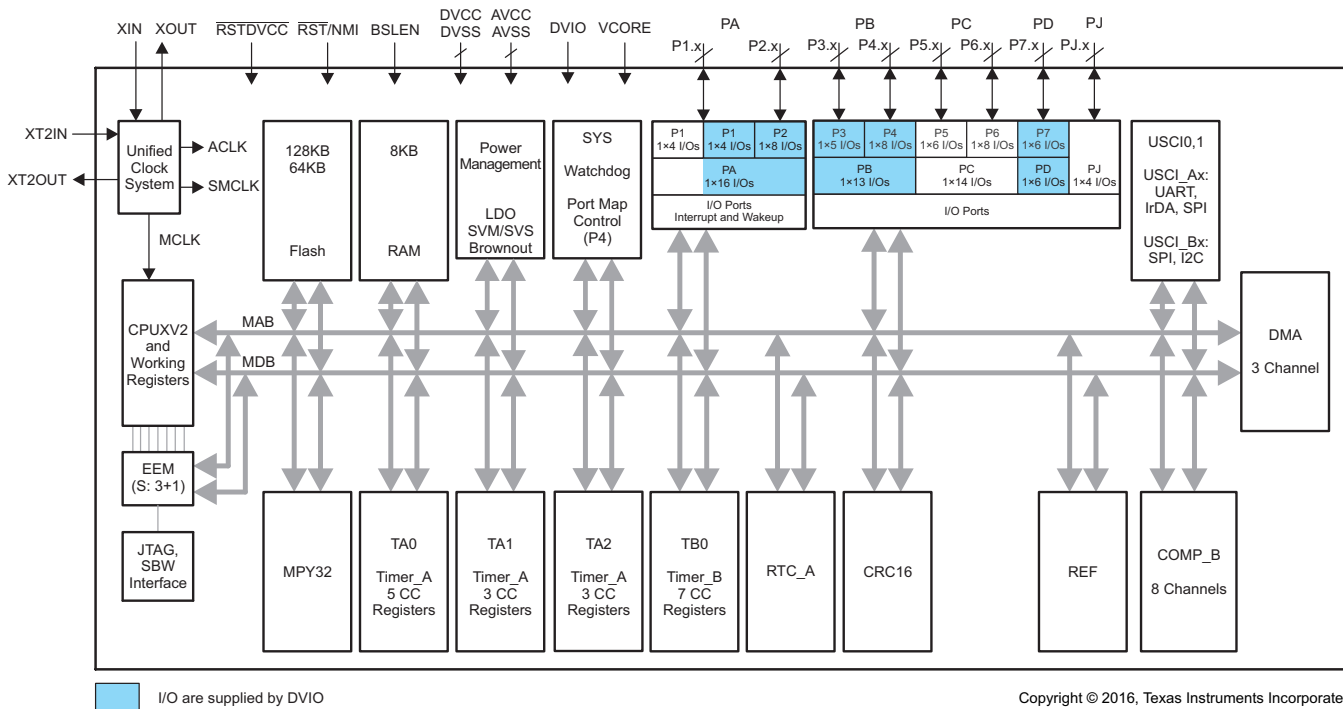 XIN XOUT RSTDVCC RST/NMI BSLEN DVCC DVSS AVCC AVSS DVIO VCORE
PA PB PC PD PJ
P1.x P2.x P3.x P4.x P5.x P6.x P7.x PJ.x
XT2IN
XT2OUT
Unified
Clock
System
ACLK
SMCLK
MCLK
128KB
64KB
Flash
8KB
RAM
Power
Management
LDO
SVM/SVS
Brownout
SYS
Watchdog
Port Map
Control
(P4)
P1
1×4 I/Os
P1
1×4 I/Os
P2
1×8 I/Os
PA
1×16 I/Os
I/O Ports
Interrupt and Wakeup
P3
1×5 I/Os
P4
1×8 I/Os
P5
1×6 I/Os
P6
1×8 I/Os
P7
1×6 I/Os
PB
1×13 I/Os
PC
1×14 I/Os
PD
1×6 I/Os
PJ
1×4 I/Os
I/O Ports
USCI0,1
USCI_Ax:
UART,
IrDA, SPI
USCI_Bx:
SPI, I2C
CPUXV2
and
Working
Registers
MAB
MDB
DMA
3 Channel
EEM
(S: 3+1)
JTAG,
SBW
Interface
MPY32
TA0
Timer_A
5 CC
Registers
TA1
Timer_A
3 CC
Registers
TA2
Timer_A
3 CC
Registers
TB0
Timer_B
7 CC
Registers
RTC_A
CRC16
REF
COMP_B
8 Channels
I/O are supplied by DVIO
Copyright © 2016, Texas Instruments Incorporate